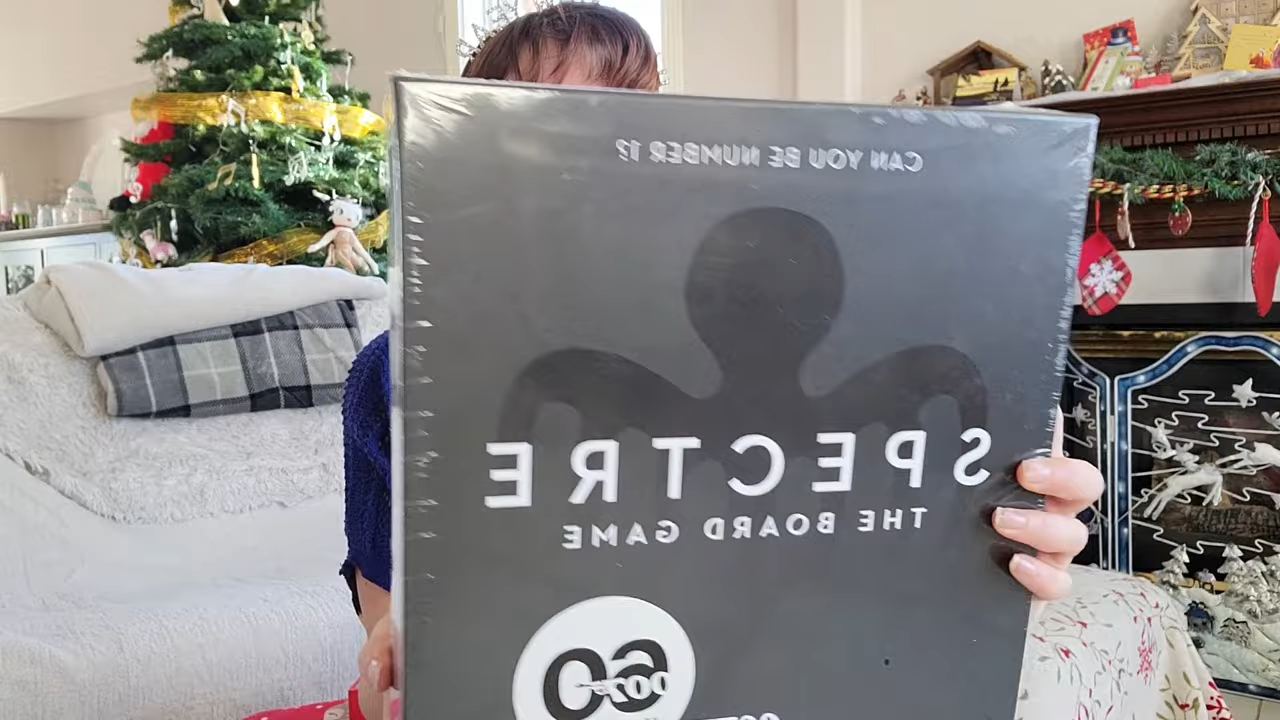 CAN YOU BE NUMBER 1?
SPECTRE
THE BOARD GAME
60
007